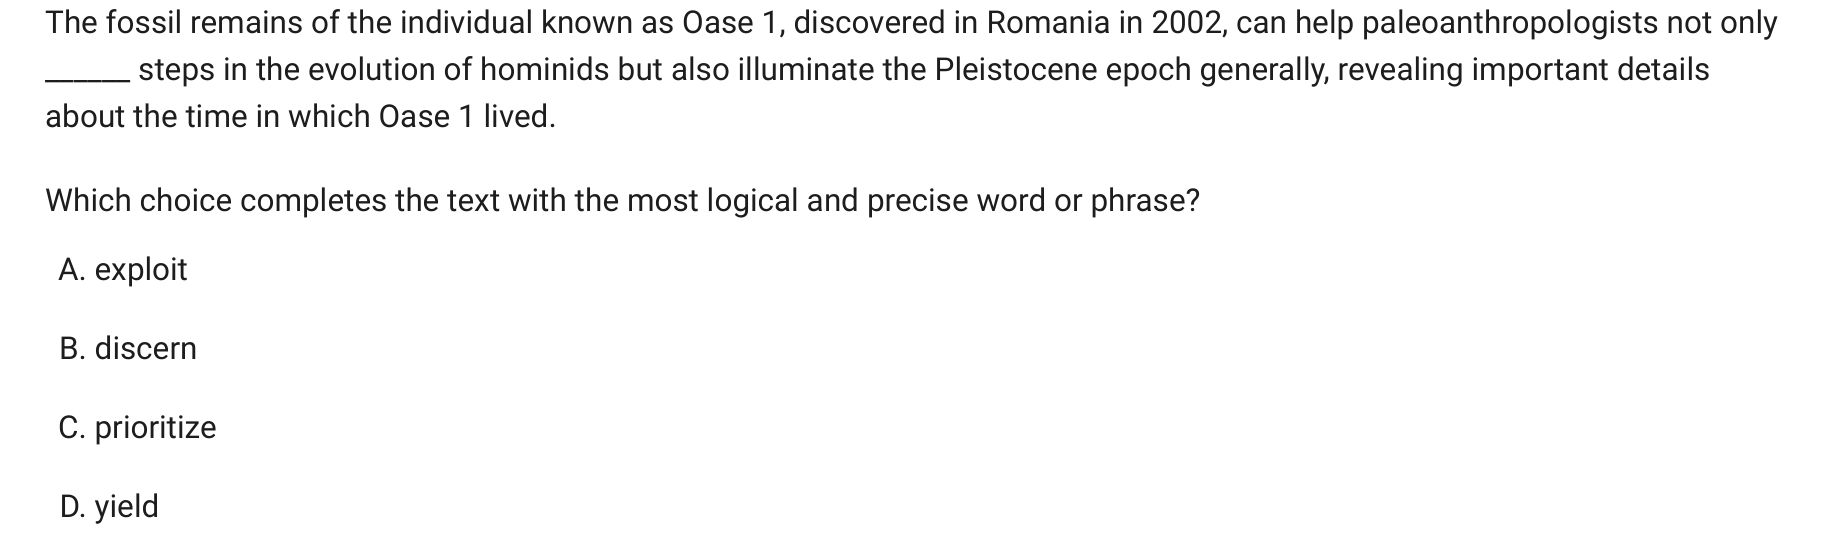 The fossil remains of the individual known as Oase 1, discovered in Romania in 2002, can help paleoanthropologists not only
______ steps in the evolution of hominids but also illuminate the Pleistocene epoch generally, revealing important details
about the time in which Oase 1 lived.
Which choice completes the text with the most logical and precise word or phrase?
A. exploit
B. discern
C. prioritize
D. yield